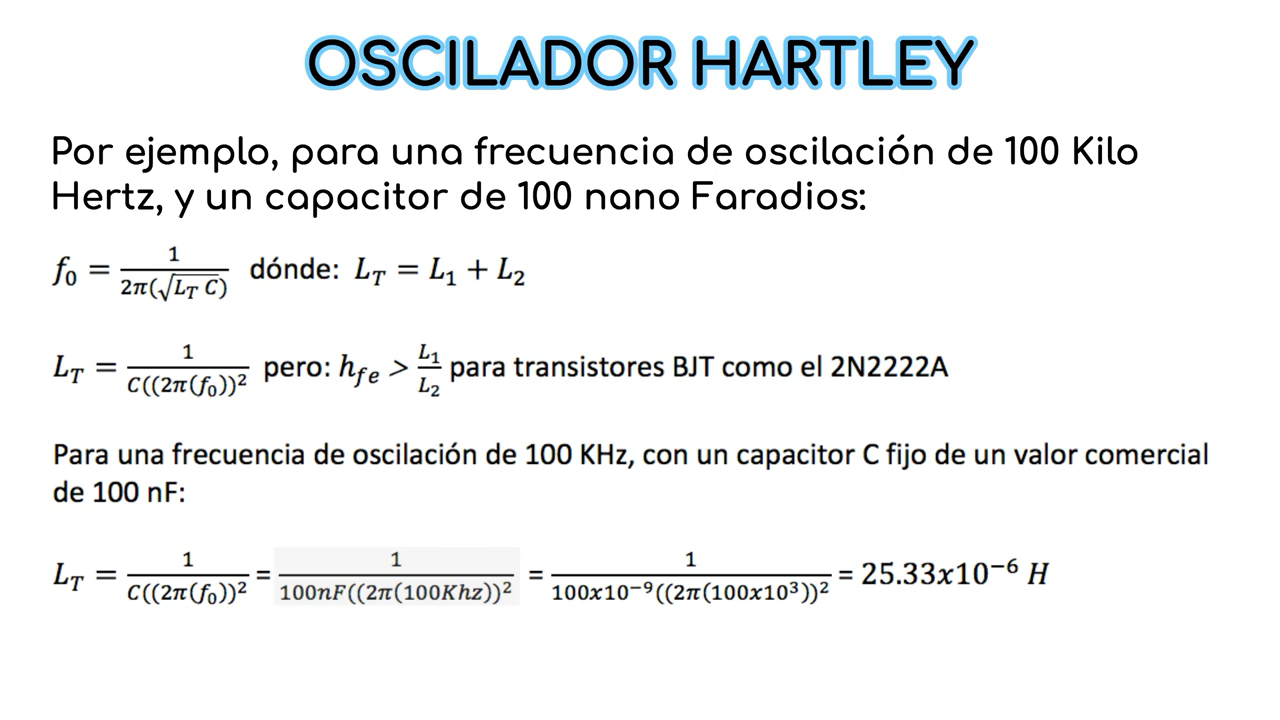 OSCILADOR HARTLEY
Por ejemplo, para una frecuencia de oscilación de 100 Kilo
Hertz, y un capacitor de 100 nano Faradios:
f₀ = 1 / 2π(√(L_T C)) dónde: L_T = L₁ + L₂
L_T = 1 / C((2π(f₀))² pero: h_fe > L₁ / L₂ para transistores BJT como el 2N2222A
Para una frecuencia de oscilación de 100 KHz, con un capacitor C fijo de un valor comercial
de 100 nF:
L_T = 1 / C((2π(f₀))² = 1 / 100nF((2π(100Khz))² = 1 / 100x10⁻⁹((2π(100x10³))² = 25.33x10⁻⁶ H